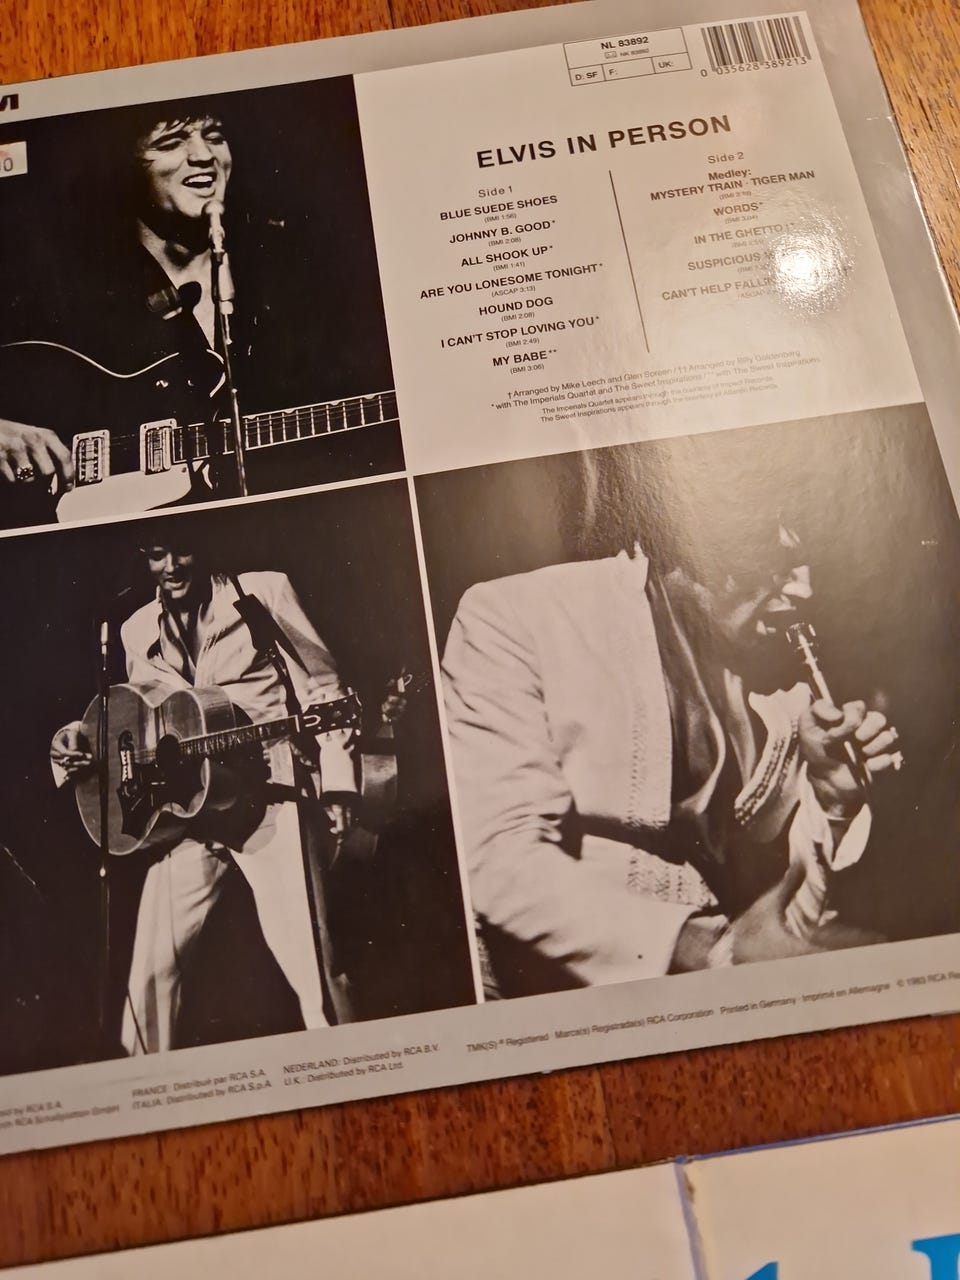 NL 83892
NK 83892
D: SF F: UK:
0 035628 389213
ELVIS IN PERSON
Side 1
BLUE SUEDE SHOES
(BMI 1:56)
JOHNNY B. GOOD*
(BMI 2:08)
ALL SHOOK UP*
(BMI 1:41)
ARE YOU LONESOME TONIGHT*
(ASCAP 3:13)
HOUND DOG
(BMI 2:08)
I CAN'T STOP LOVING YOU*
(BMI 2:49)
MY BABE**
(BMI 3:06)
Side 2
Medley:
MYSTERY TRAIN · TIGER MAN
WORDS*
(BMI 3:04)
IN THE GHETTO
SUSPICIOUS
CAN'T HELP
† Arranged by Mike Leech and Glen Spreen / †† Arranged by Billy Goldenberg
* with The Imperials Quartet and The Sweet Inspirations / ** with The Sweet Inspirations
The Imperials Quartet appears through the courtesy of Impact Records
The Sweet Inspirations appears through the courtesy of Atlantic Records
TMK(S) ® Registered · Marca(s) Registrada(s) RCA Corporation · Printed in Germany · Imprimé en Allemagne · © 1983 RCA
by RCA S.A.
RCA Schallplatten GmbH
FRANCE: Distribué par RCA S.A.
ITALIA: Distributed by RCA S.p.A.
NEDERLAND: Distributed by RCA B.V.
U.K.: Distributed by RCA Ltd.